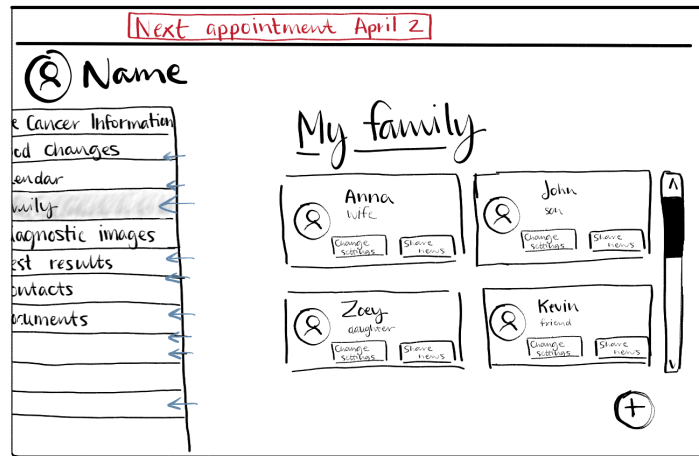 Next appointment April 2
Name
e Cancer Information
od changes
endar
mily
agnostic images
est results
ontacts
ocuments
My family
Anna
wife
Change settings
Share news
John
son
Change settings
Share news
Zoey
daughter
Change settings
Share news
Kevin
friend
Change settings
Share news